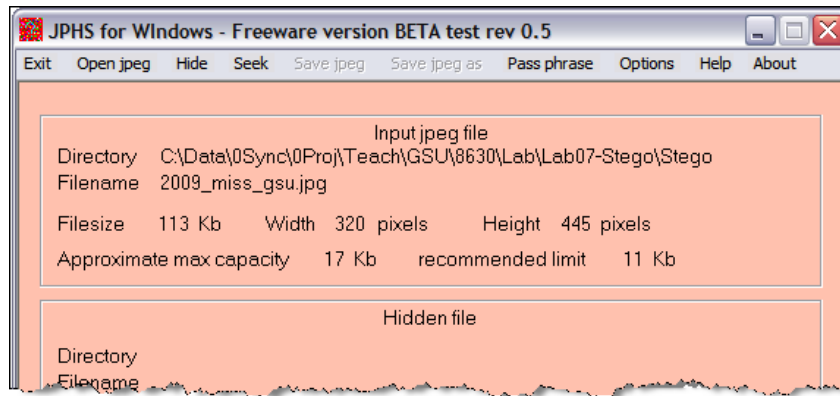 JPHS for WIndows - Freeware version BETA test rev 0.5
Exit Open jpeg Hide Seek Save jpeg Save jpeg as Pass phrase Options Help About
Input jpeg file
Directory C:\Data\0Sync\0Proj\Teach\GSU\8630\Lab\Lab07-Stego\Stego
Filename 2009_miss_gsu.jpg
Filesize 113 Kb Width 320 pixels Height 445 pixels
Approximate max capacity 17 Kb recommended limit 11 Kb
Hidden file
Directory
Filename